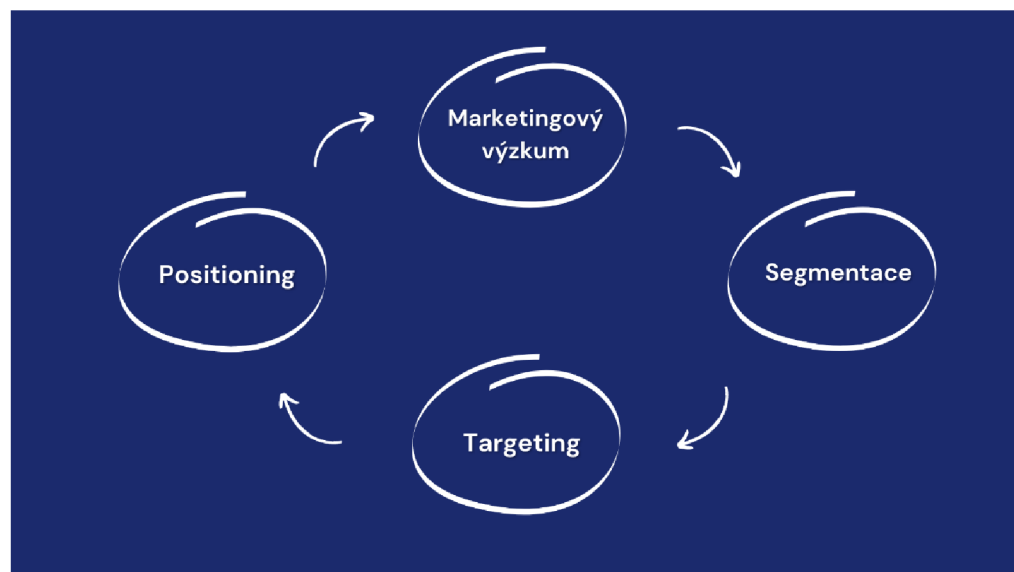 Marketingový
výzkum
Positioning
Segmentace
Targeting